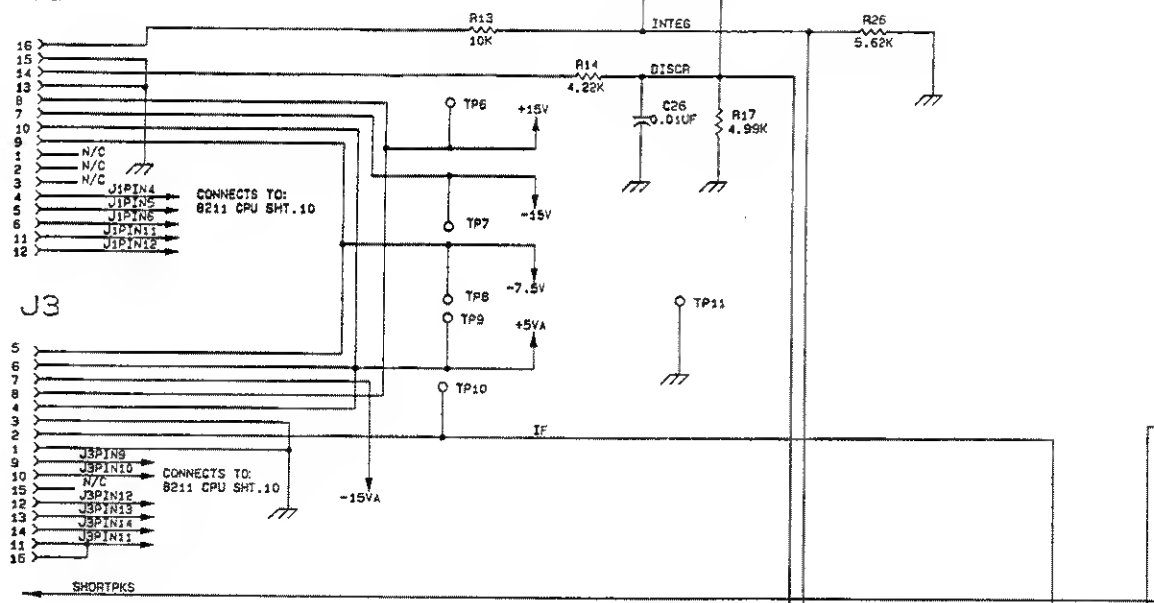 R13
10K
INTEG
R26
5.62K
16
15
14
13
8
7
10
9
1
2
3
4
5
6
11
12
R14
4.22K
DISCR
C26
0.01UF
R17
4.99K
TP6
+15V
N/C
N/C
N/C
J1PIN4
J1PIN5
J1PIN6
J1PIN11
J1PIN12
CONNECTS TO:
8211 CPU SHT.10
-15V
TP7
-7.5V
TP8
TP9
+5VA
TP11
J3
5
6
7
8
4
3
2
1
9
10
15
12
13
14
11
16
TP10
IF
J3PIN9
J3PIN10
N/C
J3PIN12
J3PIN13
J3PIN14
J3PIN11
CONNECTS TO:
8211 CPU SHT.10
-15VA
SHORTPKS